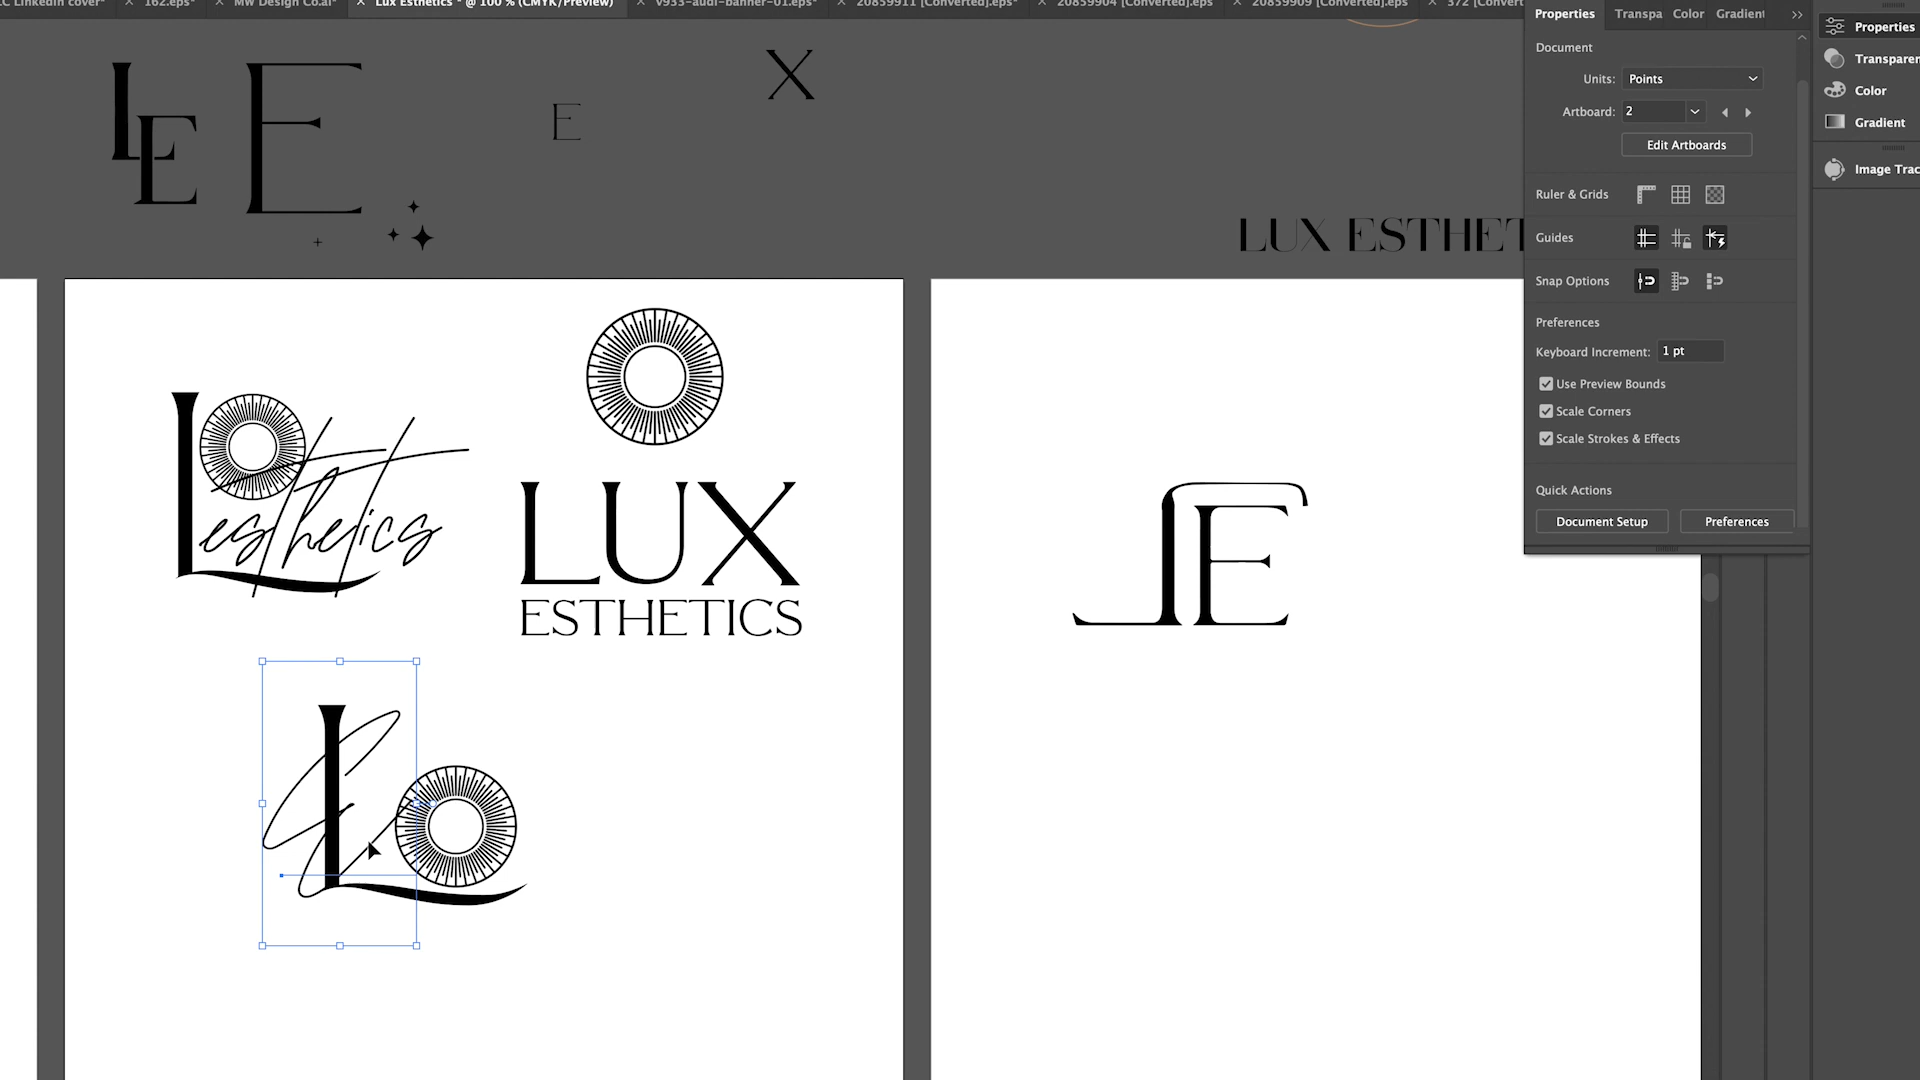 C Linkedin cover*
162.eps*
MW Design Co.ai*
Lux Esthetics * @ 100 % (CMYK/Preview)
v933-audi-banner-01.eps*
20859911 [Converted].eps*
20859904 [Converted].eps
20859909 [Converted].eps
372 [Convert
Properties
Transpa
Color
Gradient
Document
Units: Points
Artboard: 2
Edit Artboards
Ruler & Grids
Guides
Snap Options
Preferences
Keyboard Increment: 1 pt
Use Preview Bounds
Scale Corners
Scale Strokes & Effects
Quick Actions
Document Setup
Preferences
Properties
Transparen
Color
Gradient
Image Trac
LE
E
E
X
LUX ESTHET
L
esthetics
LUX
ESTHETICS
L
E
LE